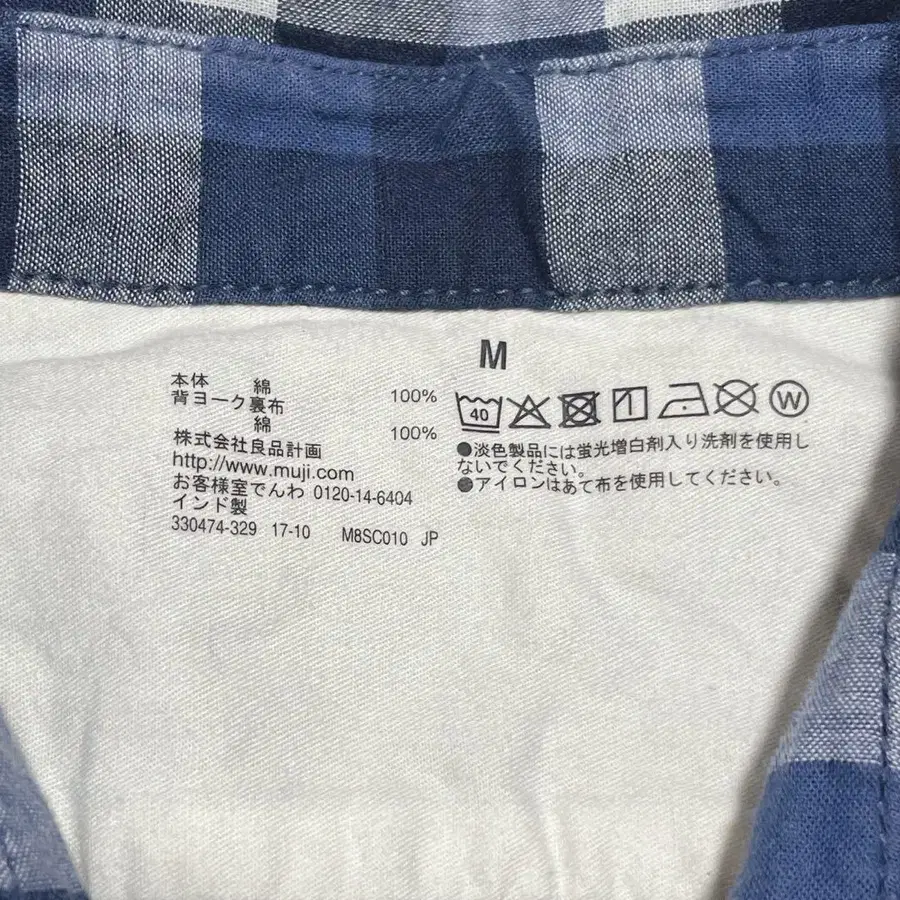 M
本体 綿 100%
背ヨーク裏布
綿 100%
株式会社良品計画
http://www.muji.com
お客様室でんわ 0120-14-6404
インド製
330474-329 17-10 M8SC010 JP
40 W
●淡色製品には蛍光増白剤入り洗剤を使用し
ないでください。
●アイロンはあて布を使用してください。